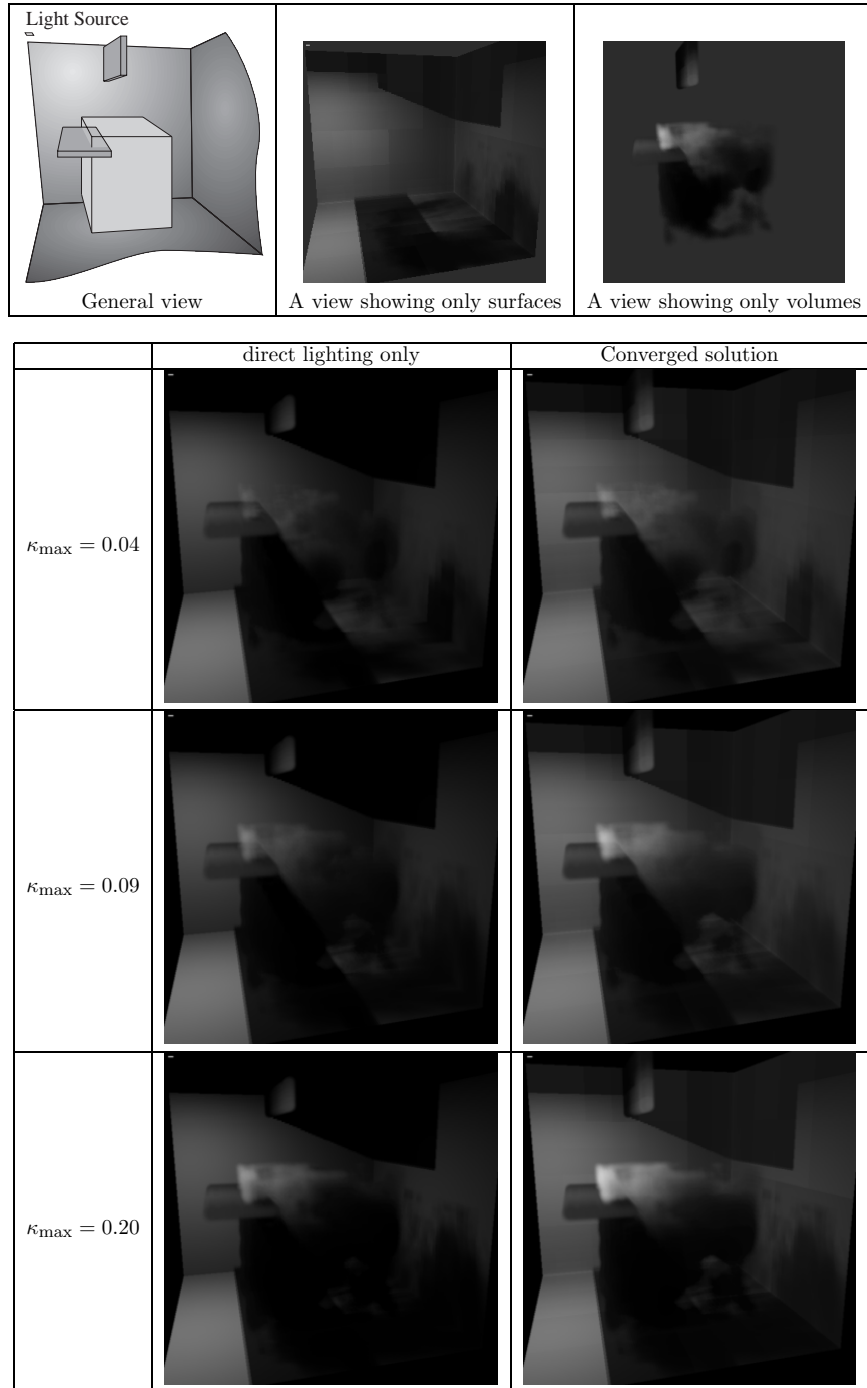 Light Source
General view
A view showing only surfaces
A view showing only volumes
direct lighting only
Converged solution
κmax = 0.04
κmax = 0.09
κmax = 0.20